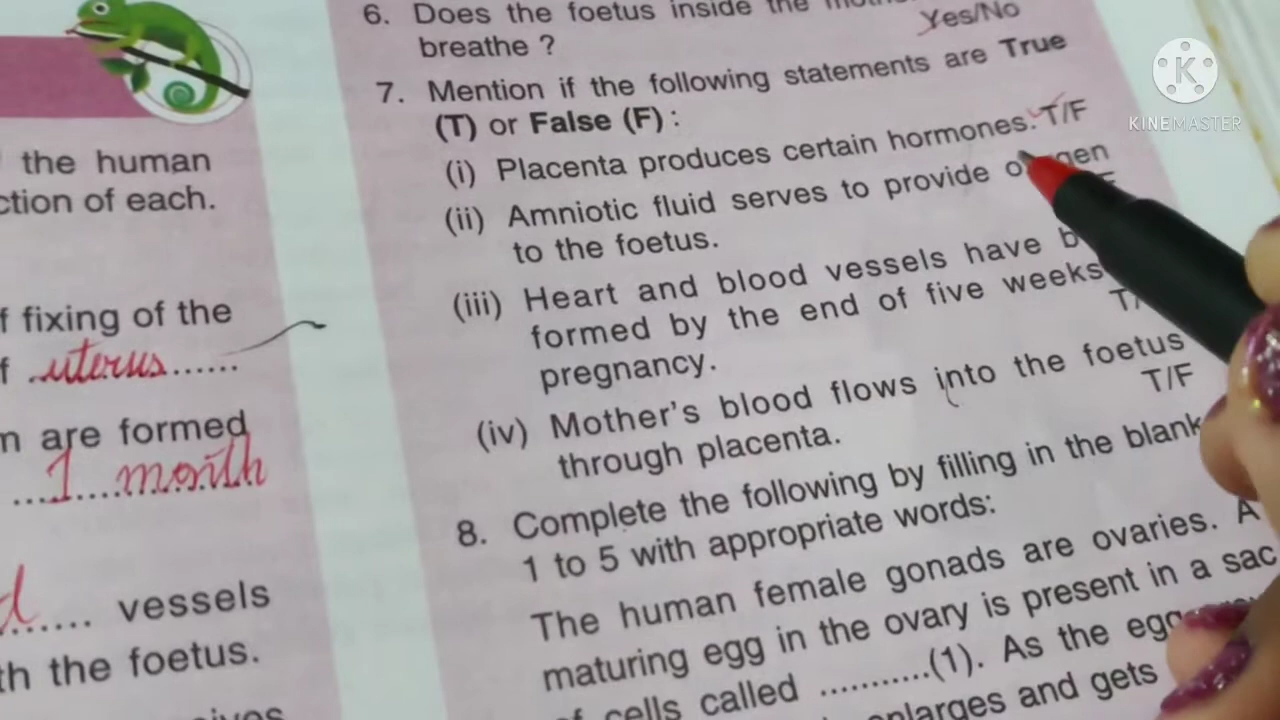 the human
ction of each.
f fixing of the
f ..uterus......
n are formed
....1....month
d...... vessels
th the foetus.
6. Does the foetus inside the
breathe ? Yes/No
7. Mention if the following statements are True
(T) or False (F) :
(i) Placenta produces certain hormones. T/F
(ii) Amniotic fluid serves to provide
to the foetus.
(iii) Heart and blood vessels have
formed by the end of five weeks
pregnancy.
(iv) Mother's blood flows into the foetus
through placenta. T/F
8. Complete the following by filling in the blank
1 to 5 with appropriate words:
The human female gonads are ovaries. A
maturing egg in the ovary is present in a sac
of cells called ...........(1). As the egg
enlarges and gets
K
KINEMASTER